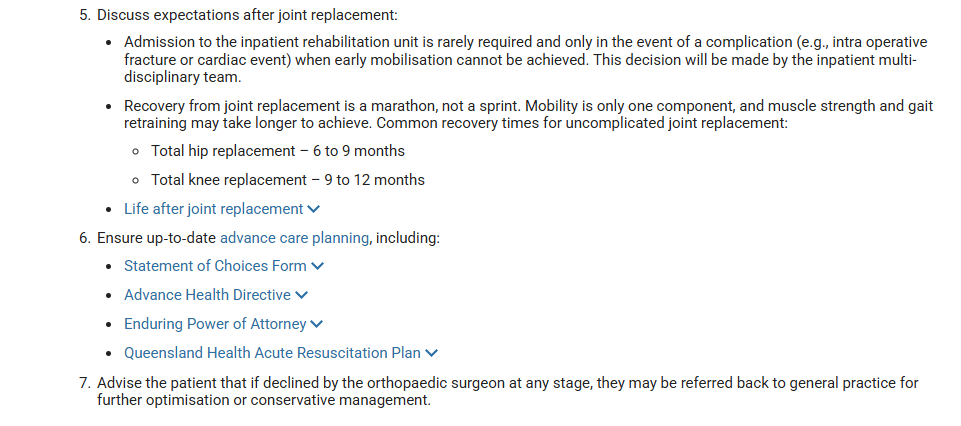 5. Discuss expectations after joint replacement:
• Admission to the inpatient rehabilitation unit is rarely required and only in the event of a complication (e.g., intra operative
fracture or cardiac event) when early mobilisation cannot be achieved. This decision will be made by the inpatient multi-
disciplinary team.
• Recovery from joint replacement is a marathon, not a sprint. Mobility is only one component, and muscle strength and gait
retraining may take longer to achieve. Common recovery times for uncomplicated joint replacement:
◦ Total hip replacement – 6 to 9 months
◦ Total knee replacement – 9 to 12 months
• Life after joint replacement
6. Ensure up-to-date advance care planning, including:
• Statement of Choices Form
• Advance Health Directive
• Enduring Power of Attorney
• Queensland Health Acute Resuscitation Plan
7. Advise the patient that if declined by the orthopaedic surgeon at any stage, they may be referred back to general practice for
further optimisation or conservative management.